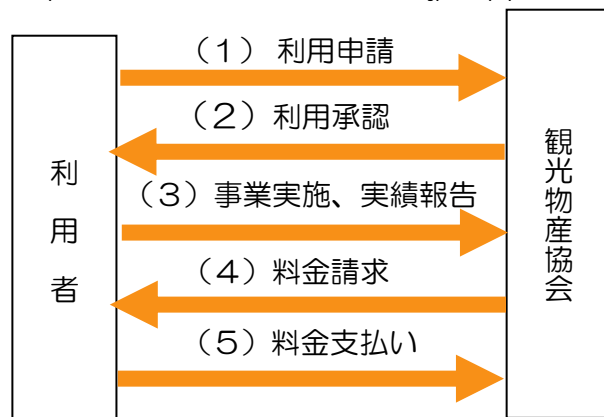 (1) 利用申請
(2) 利用承認
利用者
(3) 事業実施、実績報告
観光物産協会
(4) 料金請求
(5) 料金支払い